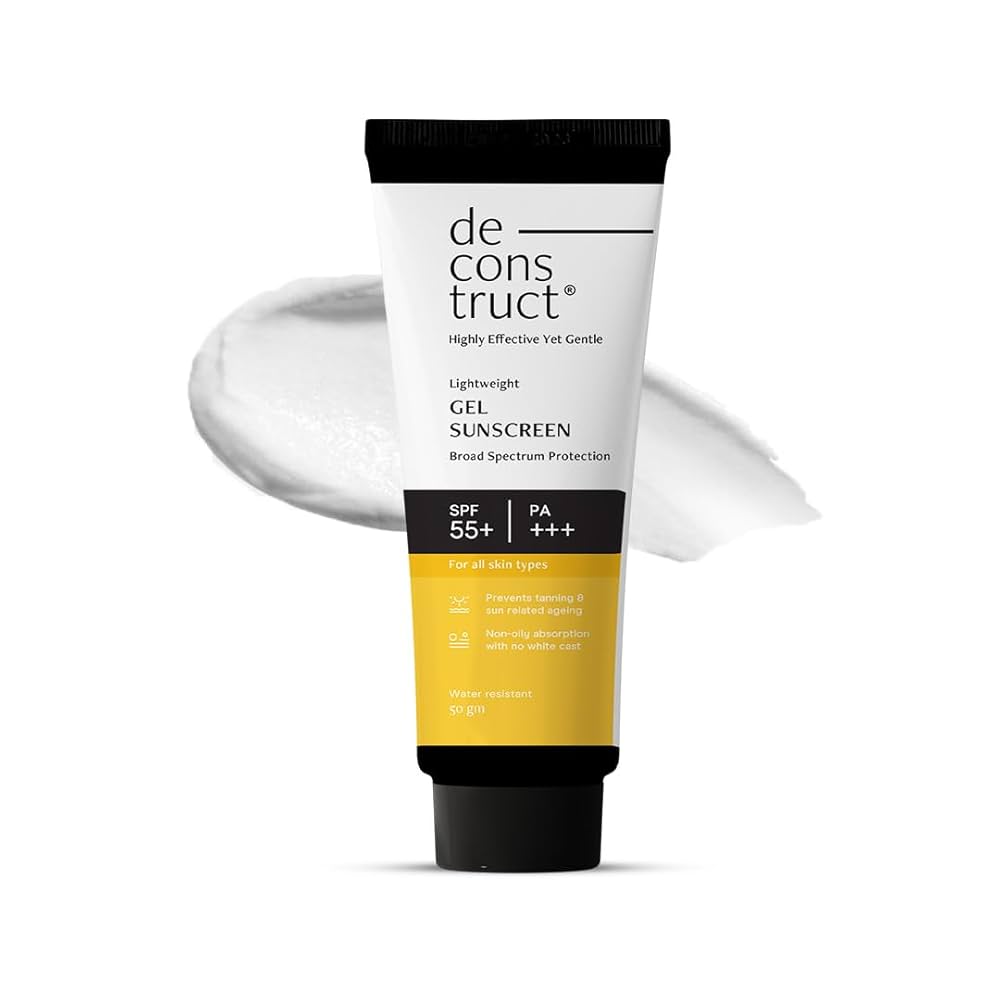 de
cons
truct®
Highly Effective Yet Gentle
Lightweight
GEL
SUNSCREEN
Broad Spectrum Protection
SPF
55+
PA
+++
For all skin types
Prevents tanning &
sun related ageing
Non-oily absorption
with no white cast
Water resistant
50 gm